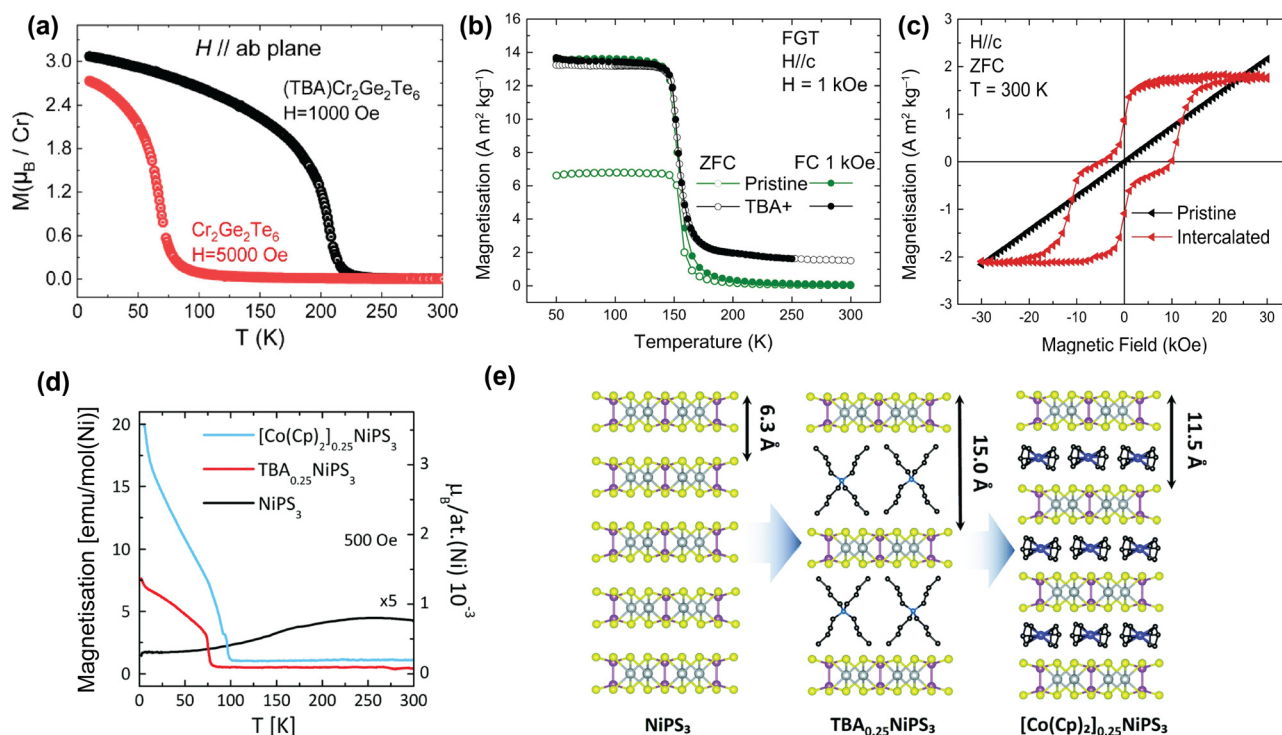 (a)
H // ab plane
(TBA)Cr₂Ge₂Te₆
H=1000 Oe
Cr₂Ge₂Te₆
H=5000 Oe
M(μ_B / Cr)
3.0
2.4
1.8
1.2
0.6
0.0
0 50 100 150 200 250 300
T (K)
(b)
FGT
H//c
H = 1 kOe
ZFC FC 1 kOe
Pristine
TBA+
Magnetisation (A m² kg⁻¹)
16
14
12
10
8
6
4
2
0
50 100 150 200 250 300
Temperature (K)
(c)
H//c
ZFC
T = 300 K
Pristine
Intercalated
Magnetisation (A m² kg⁻¹)
3
2
1
0
-1
-2
-3
-30 -20 -10 0 10 20 30
Magnetic Field (kOe)
(d)
[Co(Cp)₂]₀.₂₅NiPS₃
TBA₀.₂₅NiPS₃
NiPS₃
500 Oe
x5
Magnetisation [emu/mol(Ni)]
20
15
10
5
0
μ_B/at.(Ni) 10⁻³
3
2
1
0
0 50 100 150 200 250 300
T [K]
(e)
6.3 Å
15.0 Å
11.5 Å
NiPS₃
TBA₀.₂₅NiPS₃
[Co(Cp)₂]₀.₂₅NiPS₃